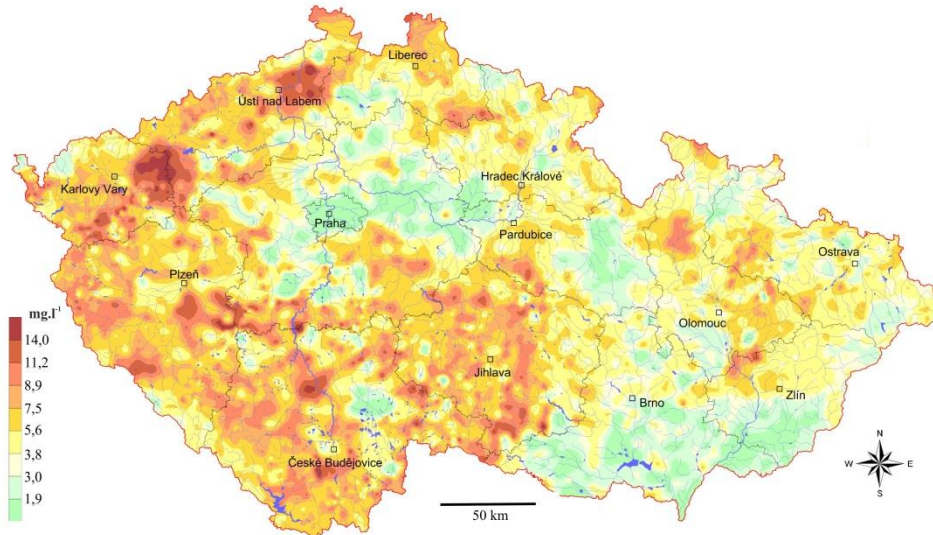 Liberec
Ústí nad Labem
Karlovy Vary
Hradec Králové
Praha
Pardubice
Ostrava
Plzeň
mg.l⁻¹
14,0
11,2
8,9
7,5
5,6
3,8
3,0
1,9
Olomouc
Jihlava
Zlín
Brno
České Budějovice
N
W E
S
50 km